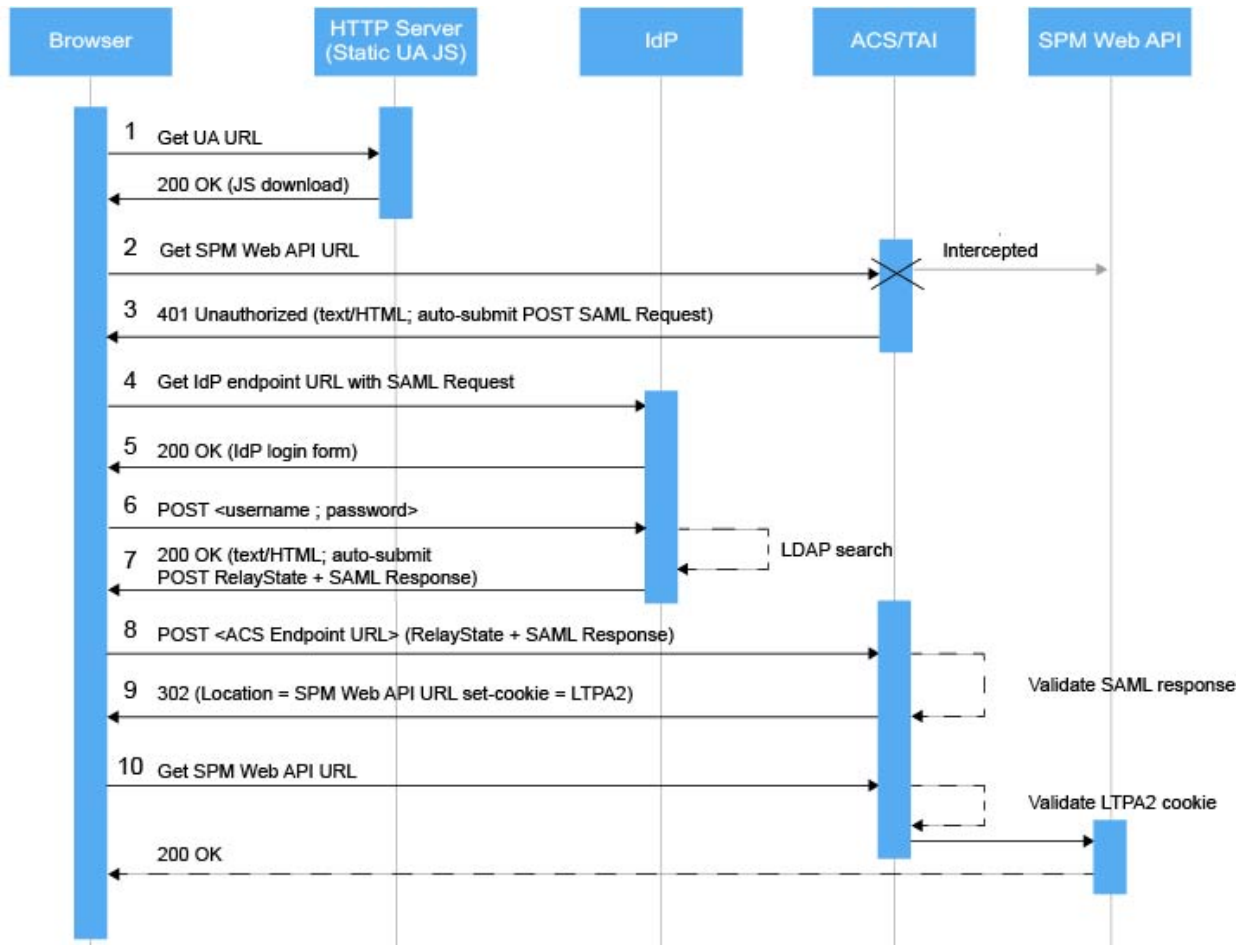 Browser
HTTP Server
(Static UA JS)
IdP
ACS/TAI
SPM Web API
1 Get UA URL
200 OK (JS download)
2 Get SPM Web API URL
Intercepted
3 401 Unauthorized (text/HTML; auto-submit POST SAML Request)
4 Get IdP endpoint URL with SAML Request
5 200 OK (IdP login form)
6 POST <username ; password>
LDAP search
7 200 OK (text/HTML; auto-submit
POST RelayState + SAML Response)
8 POST <ACS Endpoint URL> (RelayState + SAML Response)
Validate SAML response
9 302 (Location = SPM Web API URL set-cookie = LTPA2)
10 Get SPM Web API URL
Validate LTPA2 cookie
200 OK